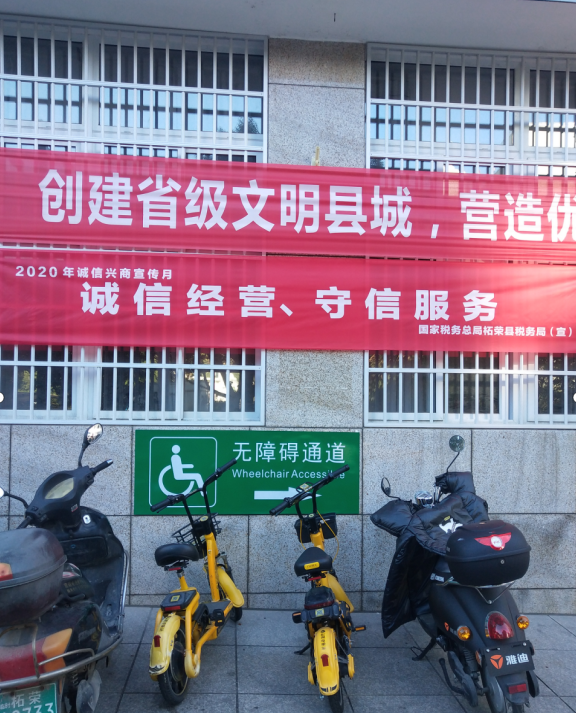 创建省级文明县城，营造优
2020年诚信兴商宣传月
诚信经营、守信服务
国家税务总局柘荣县税务局（宣）
无障碍通道
Wheelchair Accessible
雅迪
柘荣